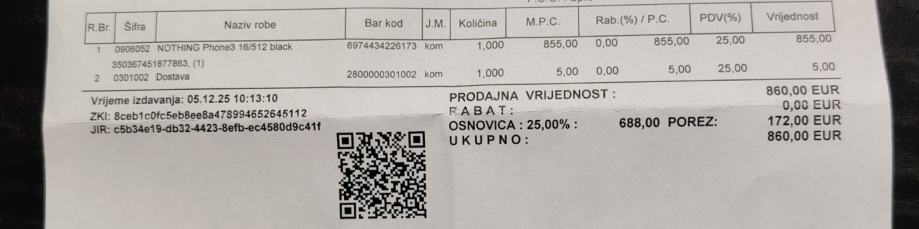 R.Br. Šifra Naziv robe Bar kod J.M. Količina M.P.C. Rab.(%) / P.C. PDV(%) Vrijednost
1 0906052 NOTHING Phone3 16/512 black 6974434226173 kom 1,000 855,00 0,00 855,00 25,00 855,00
350367451877863, (1)
2 0301002 Dostava 2800000301002 kom 1,000 5,00 0,00 5,00 25,00 5,00
Vrijeme izdavanja: 05.12.25 10:13:10
ZKI: 8ceb1c0fc5eb8ee8a478994652645112
JIR: c5b34e19-db32-4423-8efb-ec4580d9c41f
PRODAJNA VRIJEDNOST : 860,00 EUR
RABAT: 0,00 EUR
OSNOVICA : 25,00% : 688,00 POREZ: 172,00 EUR
UKUPNO: 860,00 EUR